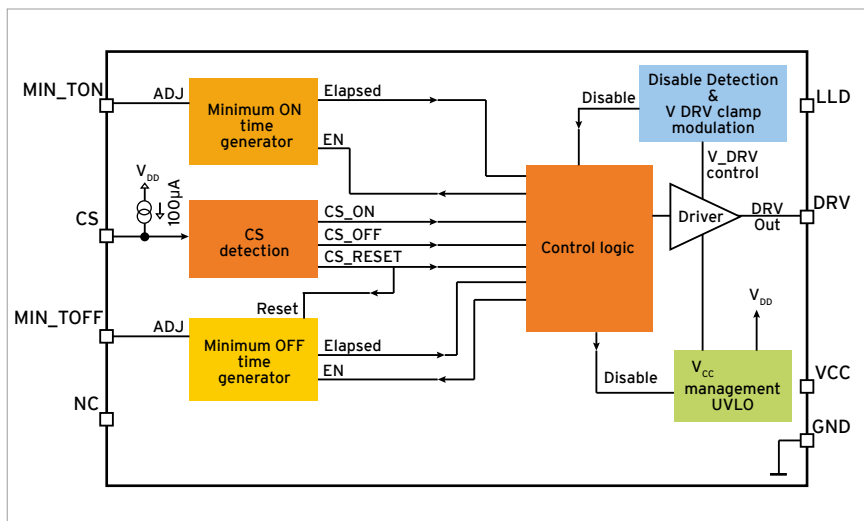 MIN_TON
ADJ
Minimum ON
time
generator
Elapsed
EN
Disable
Disable Detection
&
V DRV clamp
modulation
LLD
V_DRV
control
VDD
100µA
CS
CS
detection
CS_ON
CS_OFF
CS_RESET
Control logic
Driver
DRV
Out
DRV
Reset
MIN_TOFF
ADJ
Minimum OFF
time
generator
Elapsed
EN
Disable
VDD
VCC
management
UVLO
VCC
NC
GND